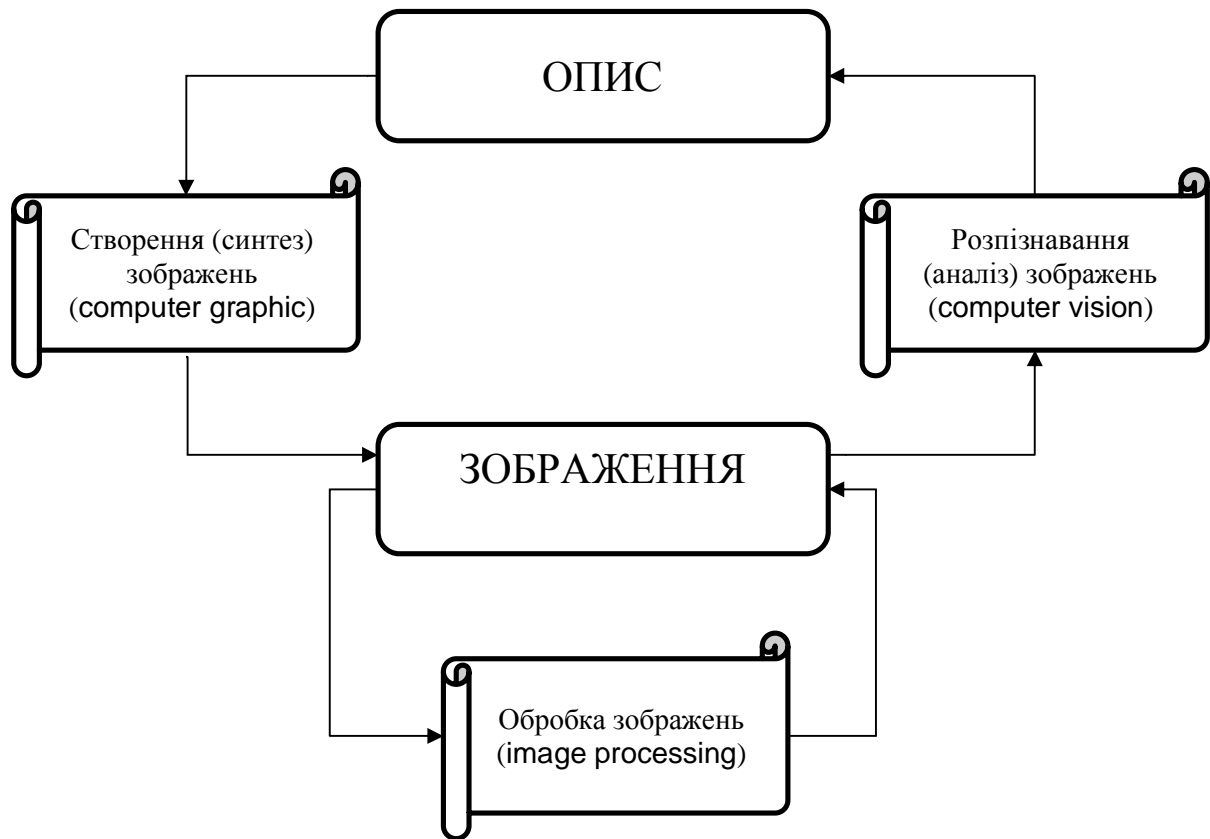 ОПИС
Створення (синтез)
зображень
(computer graphic)
Розпізнавання
(аналіз) зображень
(computer vision)
ЗОБРАЖЕННЯ
Обробка зображень
(image processing)